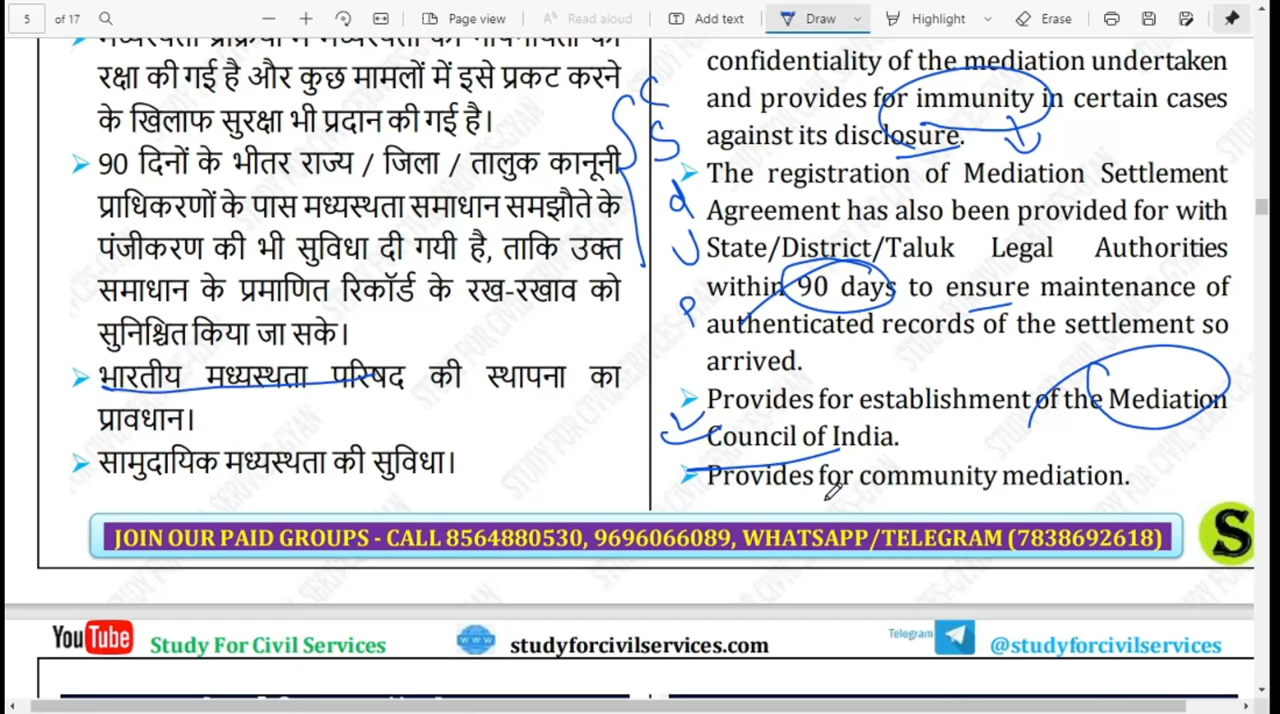 5 of 17 Page view Read aloud Add text Draw Highlight Erase
रक्षा की गई है और कुछ मामलों में इसे प्रकट करने
के खिलाफ सुरक्षा भी प्रदान की गई है।
90 दिनों के भीतर राज्य / जिला / तालुक कानूनी
प्राधिकरणों के पास मध्यस्थता समाधान समझौते के
पंजीकरण की भी सुविधा दी गयी है, ताकि उक्त
समाधान के प्रमाणित रिकॉर्ड के रख-रखाव को
सुनिश्चित किया जा सके।
भारतीय मध्यस्थता परिषद की स्थापना का
प्रावधान।
सामुदायिक मध्यस्थता की सुविधा।
confidentiality of the mediation undertaken
and provides for immunity in certain cases
against its disclosure.
The registration of Mediation Settlement
Agreement has also been provided for with
State/District/Taluk Legal Authorities
within 90 days to ensure maintenance of
authenticated records of the settlement so
arrived.
Provides for establishment of the Mediation
Council of India.
Provides for community mediation.
JOIN OUR PAID GROUPS - CALL 8564880530, 9696066089, WHATSAPP/TELEGRAM (7838692618)
S
YouTube Study For Civil Services www studyforcivilservices.com Telegram @studyforcivilservices